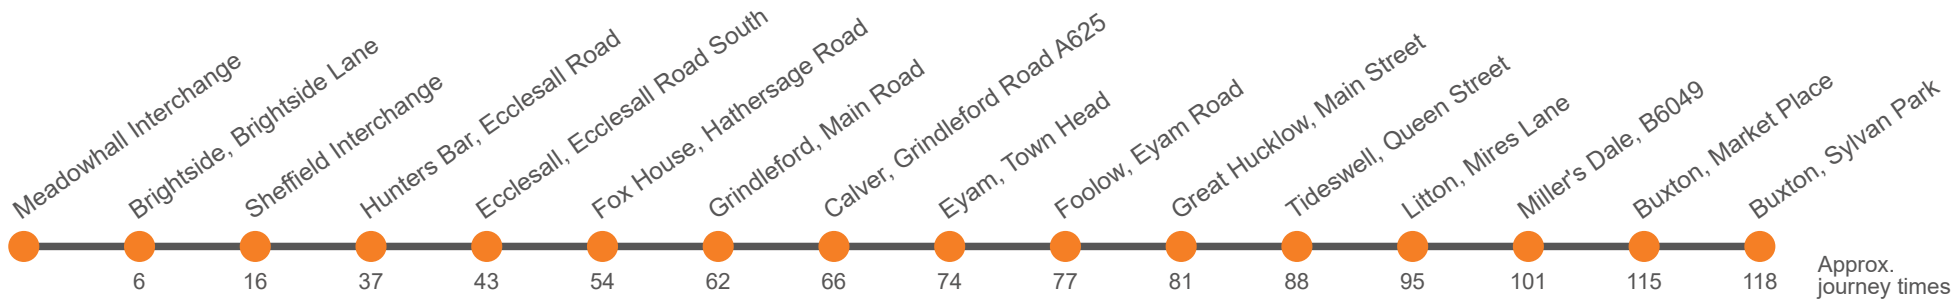 Meadowhall Interchange
Brightside, Brightside Lane
Sheffield Interchange
Hunters Bar, Ecclesall Road
Ecclesall, Ecclesall Road South
Fox House, Hathersage Road
Grindleford, Main Road
Calver, Grindleford Road A625
Eyam, Town Head
Foolow, Eyam Road
Great Hucklow, Main Street
Tideswell, Queen Street
Litton, Mires Lane
Miller's Dale, B6049
Buxton, Market Place
Buxton, Sylvan Park
6 16 37 43 54 62 66 74 77 81 88 95 101 115 118
Approx.
journey times